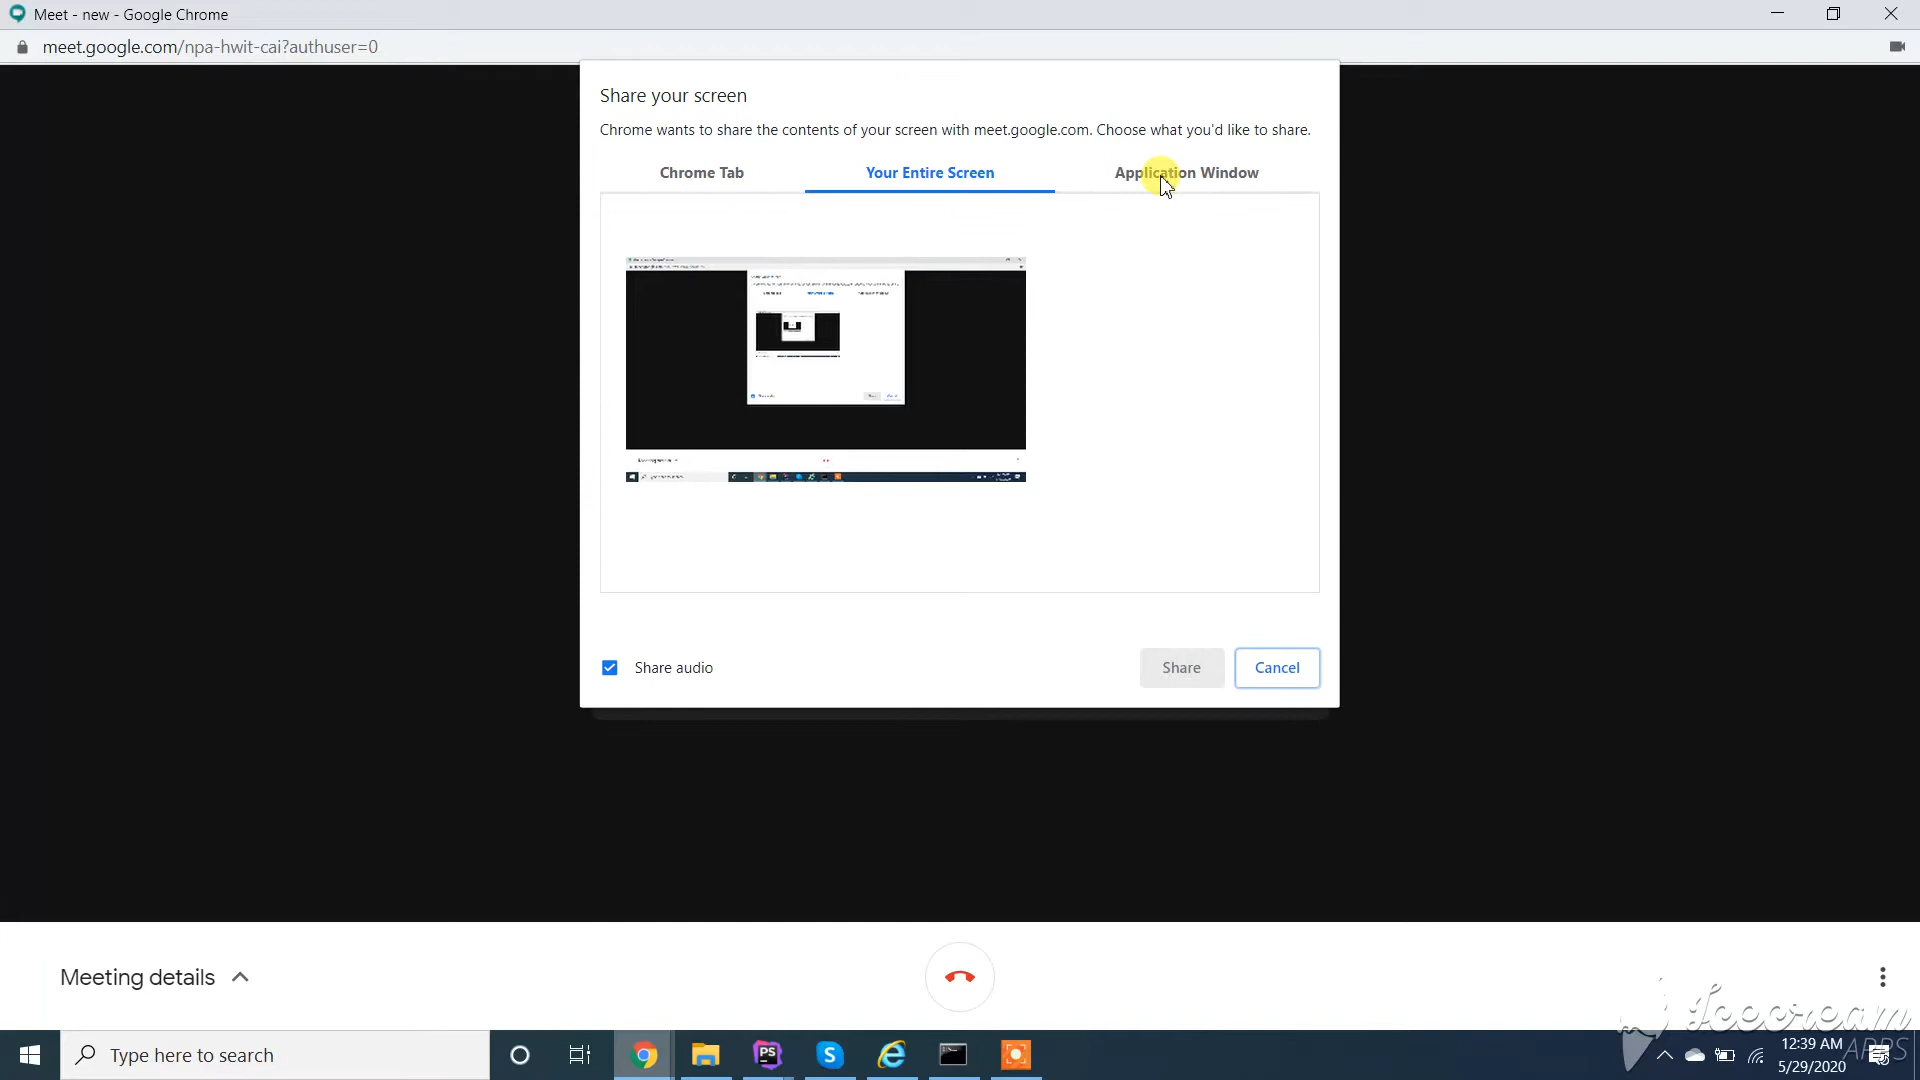 Meet - new - Google Chrome
meet.google.com/npa-hwit-cai?authuser=0
Share your screen
Chrome wants to share the contents of your screen with meet.google.com. Choose what you'd like to share.
Chrome Tab
Your Entire Screen
Application Window
Share audio
Share
Cancel
Meeting details
Icecream
APPS
Type here to search
PS
12:39 AM
5/29/2020